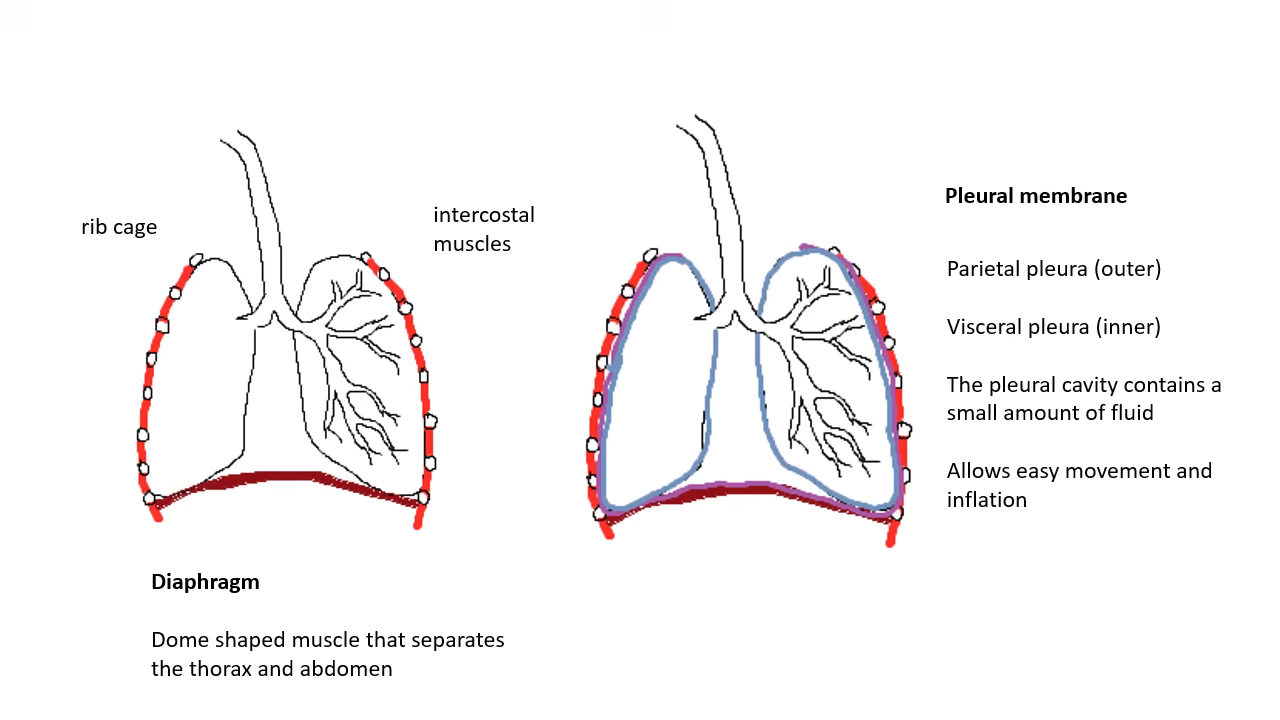 rib cage
intercostal
muscles
Diaphragm
Dome shaped muscle that separates
the thorax and abdomen
Pleural membrane
Parietal pleura (outer)
Visceral pleura (inner)
The pleural cavity contains a
small amount of fluid
Allows easy movement and
inflation